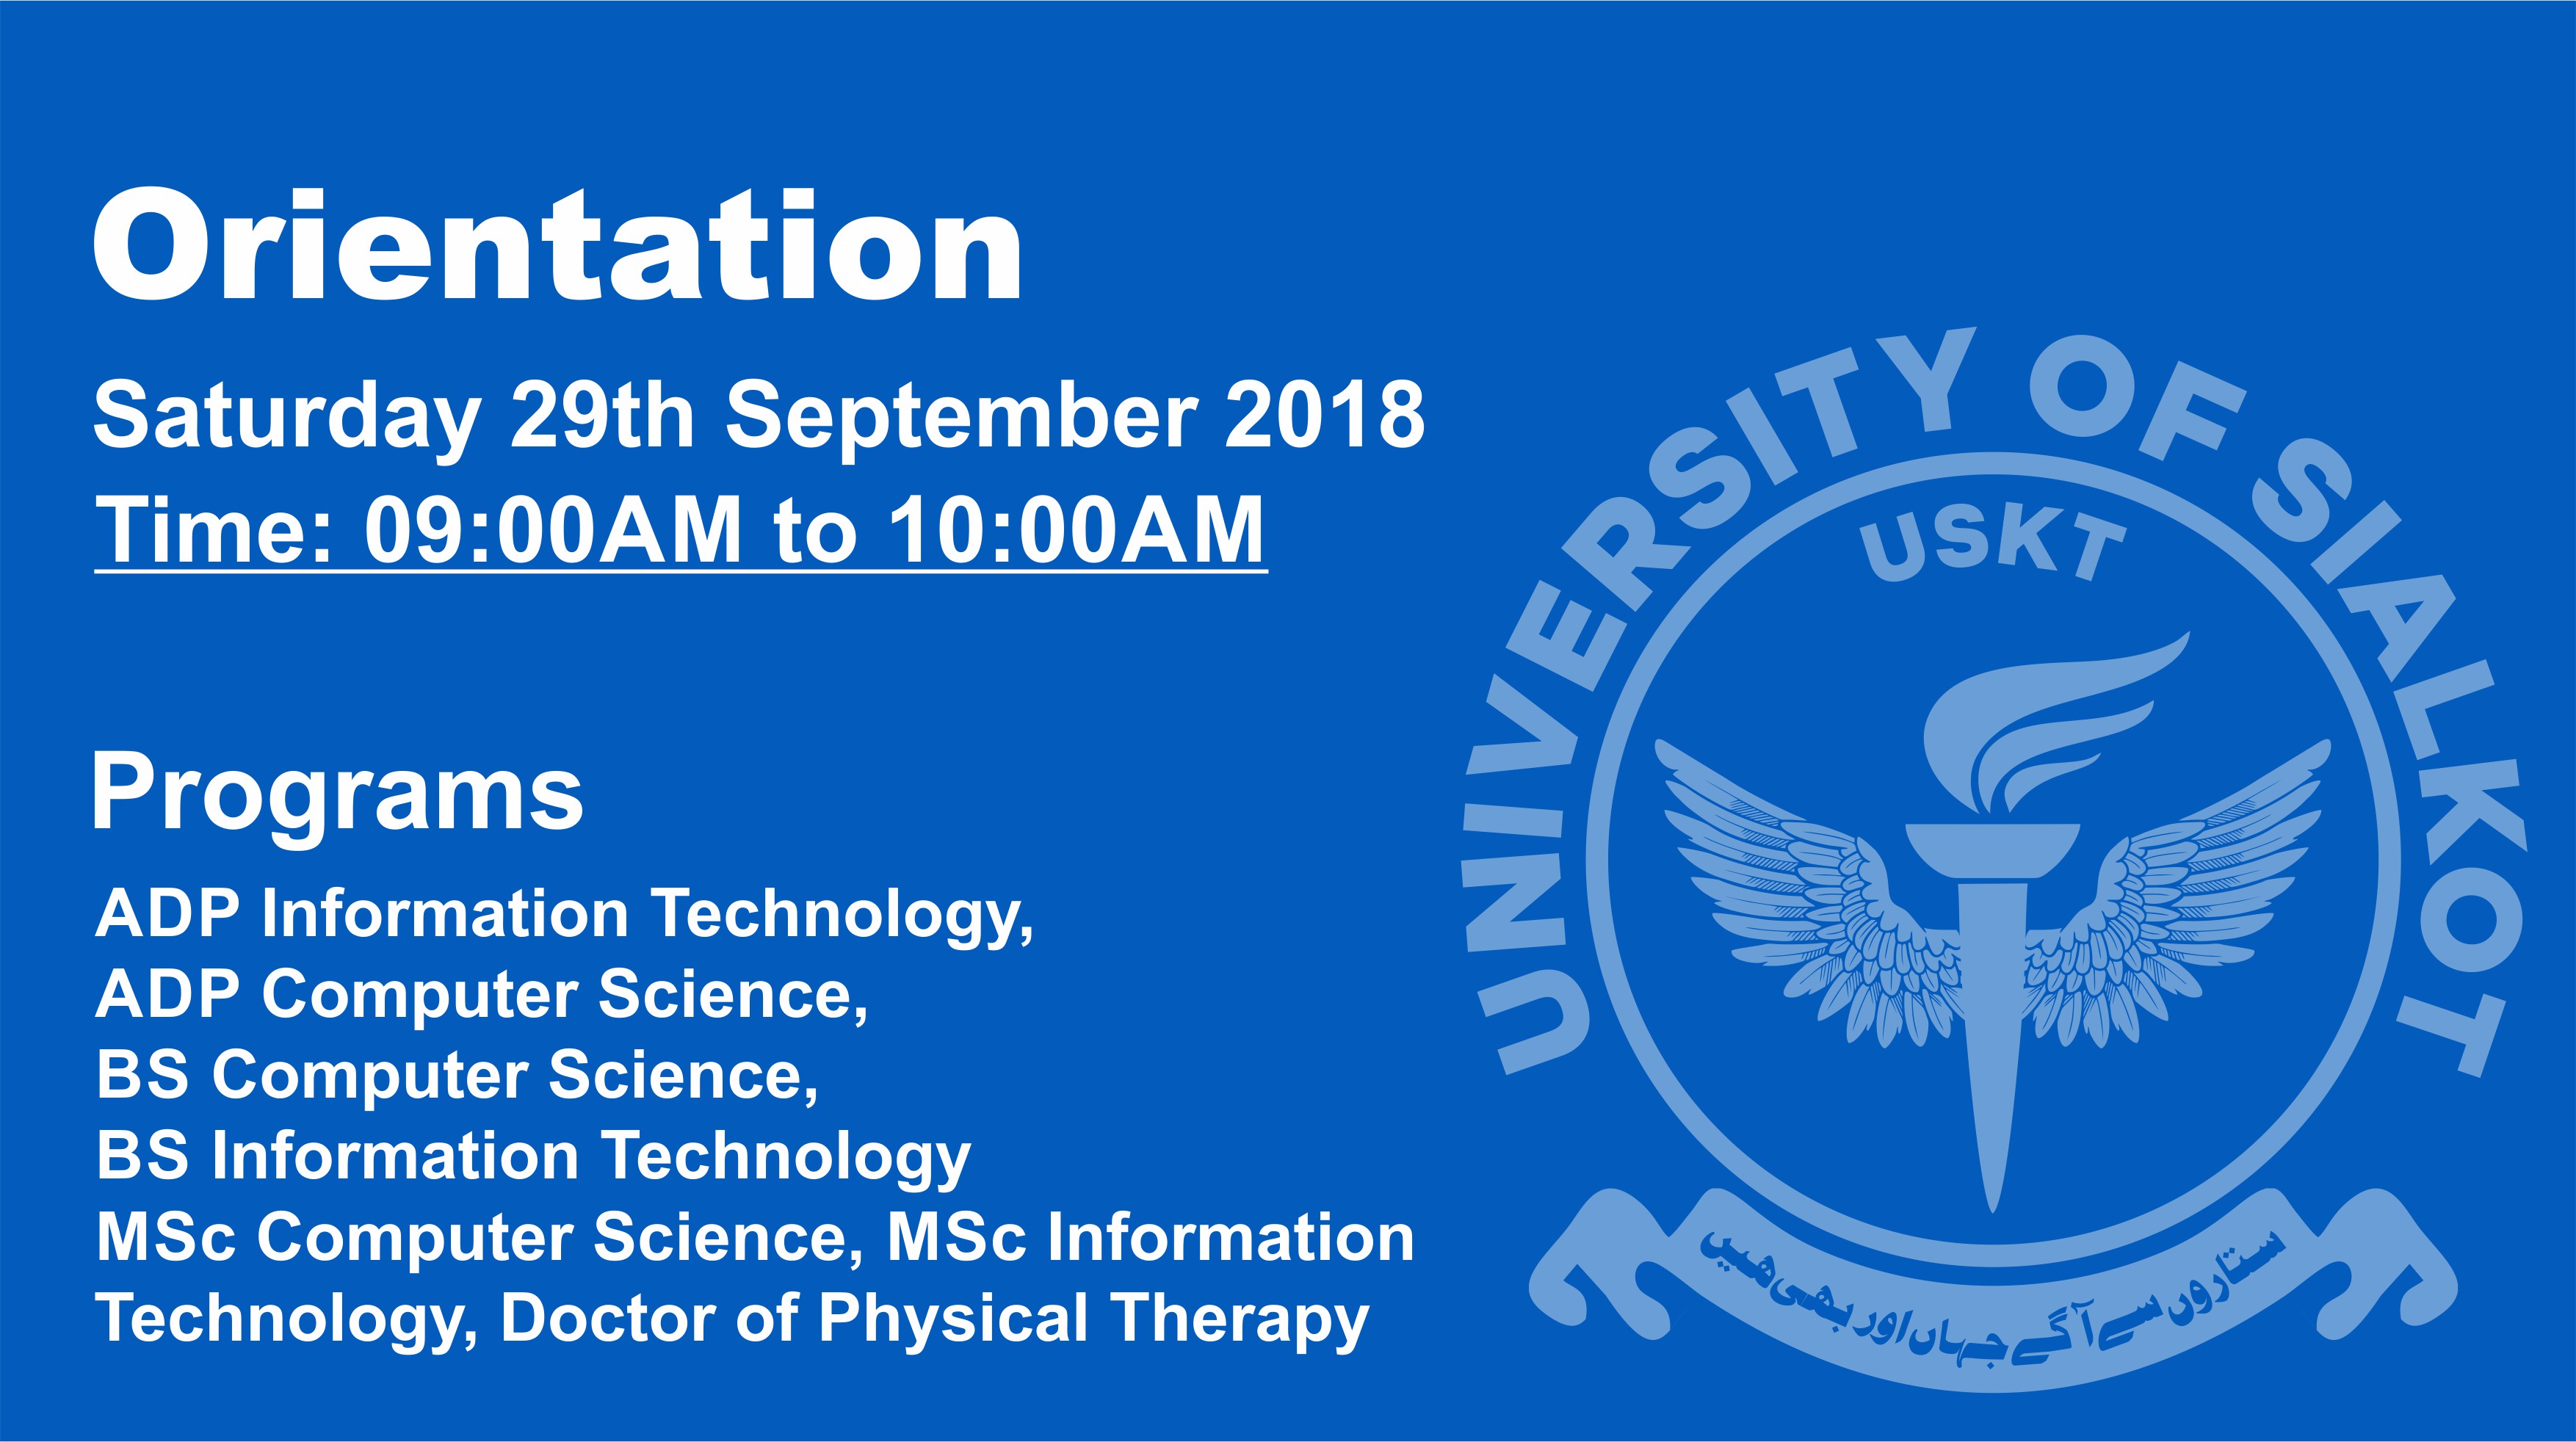 Orientation
Saturday 29th September 2018
Time: 09:00AM to 10:00AM
Programs
ADP Information Technology,
ADP Computer Science,
BS Computer Science,
BS Information Technology
MSc Computer Science, MSc Information
Technology, Doctor of Physical Therapy
UNIVERSITY OF SIALKOT
USKT
ستاروں سے آگے جہاں اور بھی ہیں